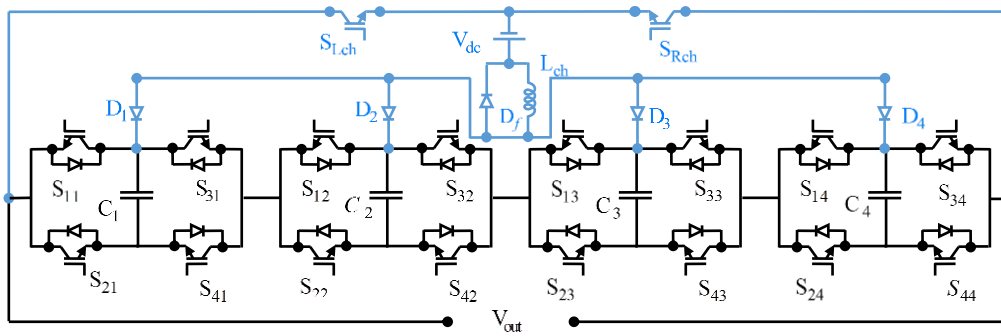 S_Lch V_dc S_Rch
L_ch
D_1 D_2 D_f D_3 D_4
S_11 C_1 S_31 S_12 C_2 S_32 S_13 C_3 S_33 S_14 C_4 S_34
S_21 S_41 S_22 S_42 S_23 S_43 S_24 S_44
V_out